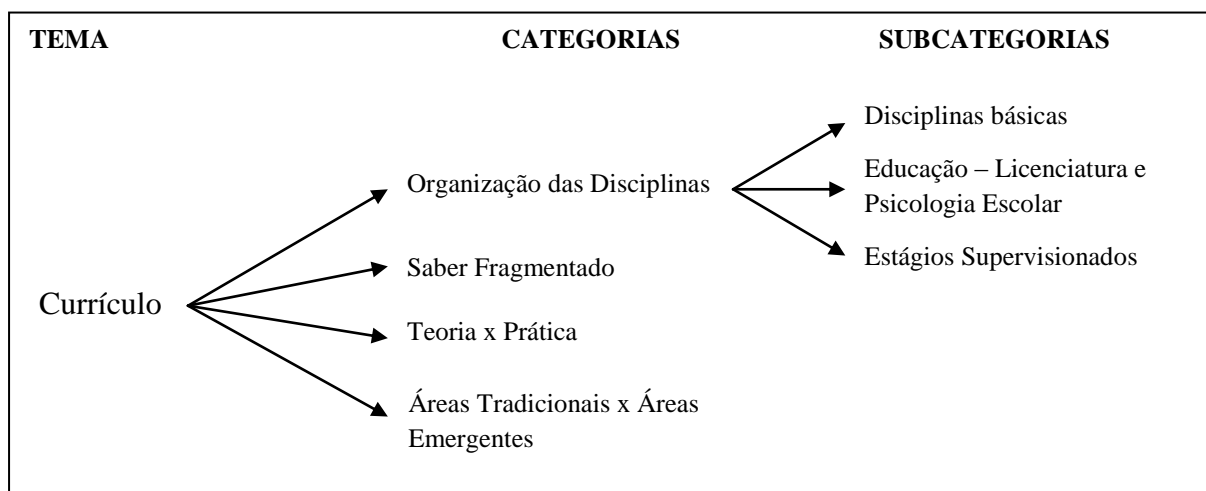 TEMA
CATEGORIAS
SUBCATEGORIAS
Currículo
Organização das Disciplinas
Saber Fragmentado
Teoria x Prática
Áreas Tradicionais x Áreas
Emergentes
Disciplinas básicas
Educação – Licenciatura e
Psicologia Escolar
Estágios Supervisionados